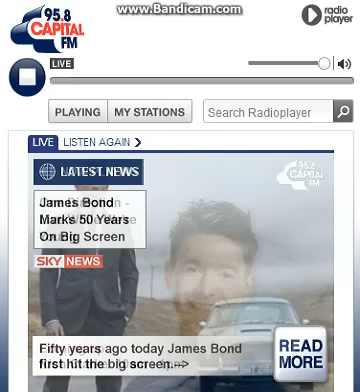 www.Bandicam.com
95.8
CAPITAL
FM
radio
player
LIVE
PLAYING
MY STATIONS
Search Radioplayer
LIVE
LISTEN AGAIN
LATEST NEWS
95.8
CAPITAL
FM
James Bond
Marks 50 Years
On Big Screen
SKY NEWS
Fifty years ago today James Bond
first hit the big screen-->
READ
MORE